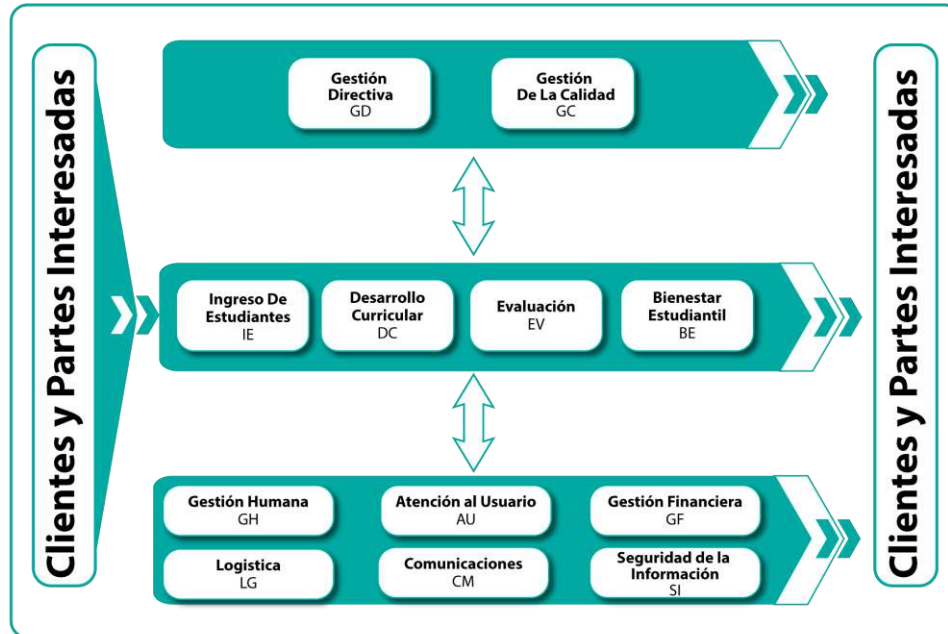 Clientes y Partes Interesadas
Gestión
Directiva
GD
Gestión
De La Calidad
GC
Ingreso De
Estudiantes
IE
Desarrollo
Curricular
DC
Evaluación
EV
Bienestar
Estudiantil
BE
Gestión Humana
GH
Atención al Usuario
AU
Gestión Financiera
GF
Logistica
LG
Comunicaciones
CM
Seguridad de la
Información
SI
Clientes y Partes Interesadas